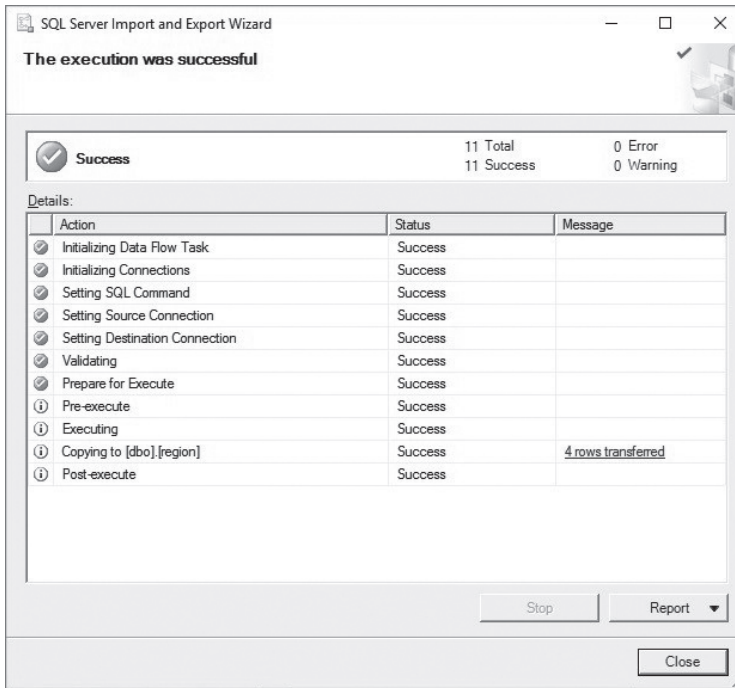 SQL Server Import and Export Wizard
The execution was successful
Success
11 Total 0 Error
11 Success 0 Warning
Details:
Action Status Message
Initializing Data Flow Task Success
Initializing Connections Success
Setting SQL Command Success
Setting Source Connection Success
Setting Destination Connection Success
Validating Success
Prepare for Execute Success
Pre-execute Success
Executing Success
Copying to [dbo].[region] Success 4 rows transferred
Post-execute Success
Stop Report
Close